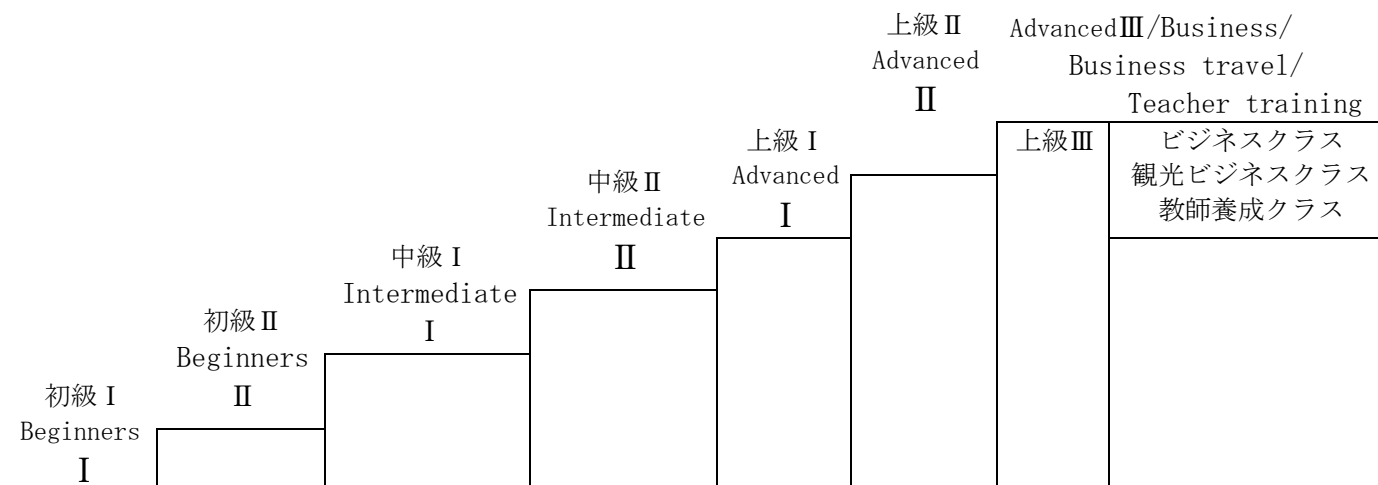 初級Ⅰ
Beginners
Ⅰ
初級Ⅱ
Beginners
Ⅱ
中級Ⅰ
Intermediate
Ⅰ
中級Ⅱ
Intermediate
Ⅱ
上級Ⅰ
Advanced
Ⅰ
上級Ⅱ
Advanced
Ⅱ
AdvancedⅢ/Business/
Business travel/
Teacher training
上級Ⅲ
ビジネスクラス
観光ビジネスクラス
教師養成クラス